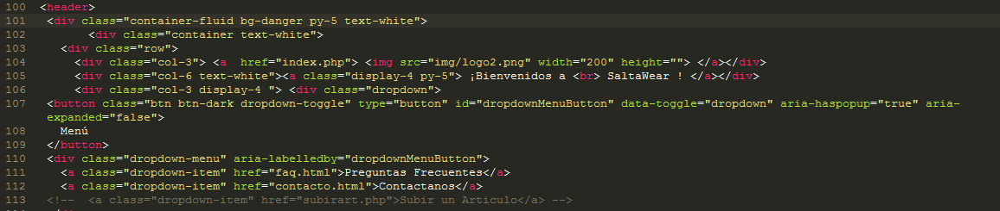 100 <header>
101 <div class="container-fluid bg-danger py-5 text-white">
102 <div class="container text-white">
103 <div class="row">
104 <div class="col-3"> <a  href="index.php"> <img src="img/logo2.png" width="200" height=""> </a></div>
105 <div class="col-6 text-white"><a class="display-4 py-5"> ¡Bienvenidos a <br> SaltaWear ! </a></div>
106 <div class="col-3 display-4 "> <div class="dropdown">
107 <button class="btn btn-dark dropdown-toggle" type="button" id="dropdownMenuButton" data-toggle="dropdown" aria-haspopup="true" aria-
expanded="false">
108 Menú
109 </button>
110 <div class="dropdown-menu" aria-labelledby="dropdownMenuButton">
111 <a class="dropdown-item" href="faq.html">Preguntas Frecuentes</a>
112 <a class="dropdown-item" href="contacto.html">Contactanos</a>
113 <!--  <a class="dropdown-item" href="subirart.php">Subir un Articulo</a> -->